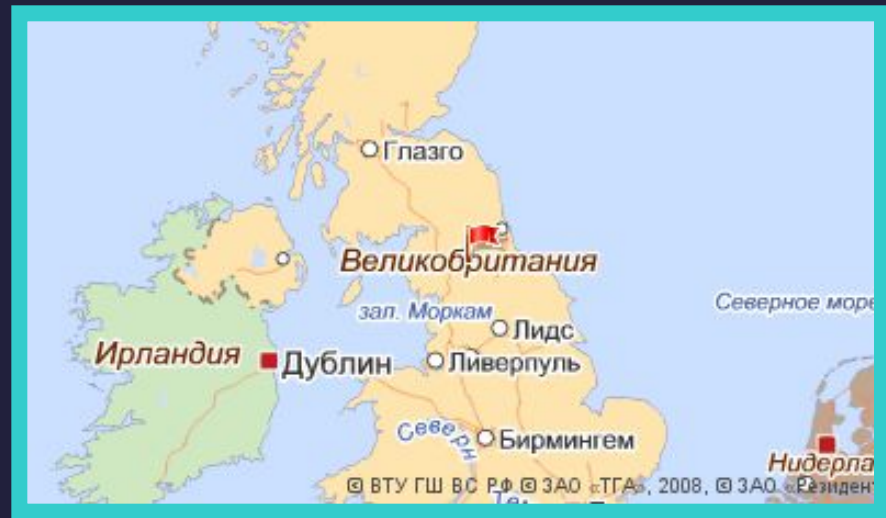 Глазго
Великобритания
зал. Моркам
Северное море
Лидс
Ирландия
Дублин
Ливерпуль
Северн
Бирмингем
Нидерла
© ВТУ ГШ ВС РФ © ЗАО «ТГА», 2008, © ЗАО «Резидент